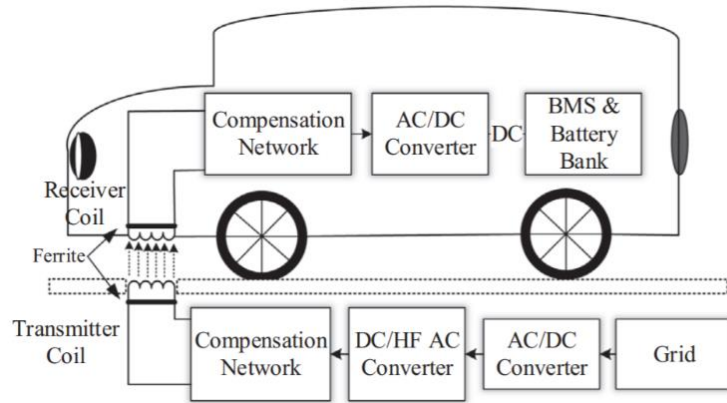 Compensation
Network
AC/DC
Converter
DC
BMS &
Battery
Bank
Receiver
Coil
Ferrite
Transmitter
Coil
Compensation
Network
DC/HF AC
Converter
AC/DC
Converter
Grid